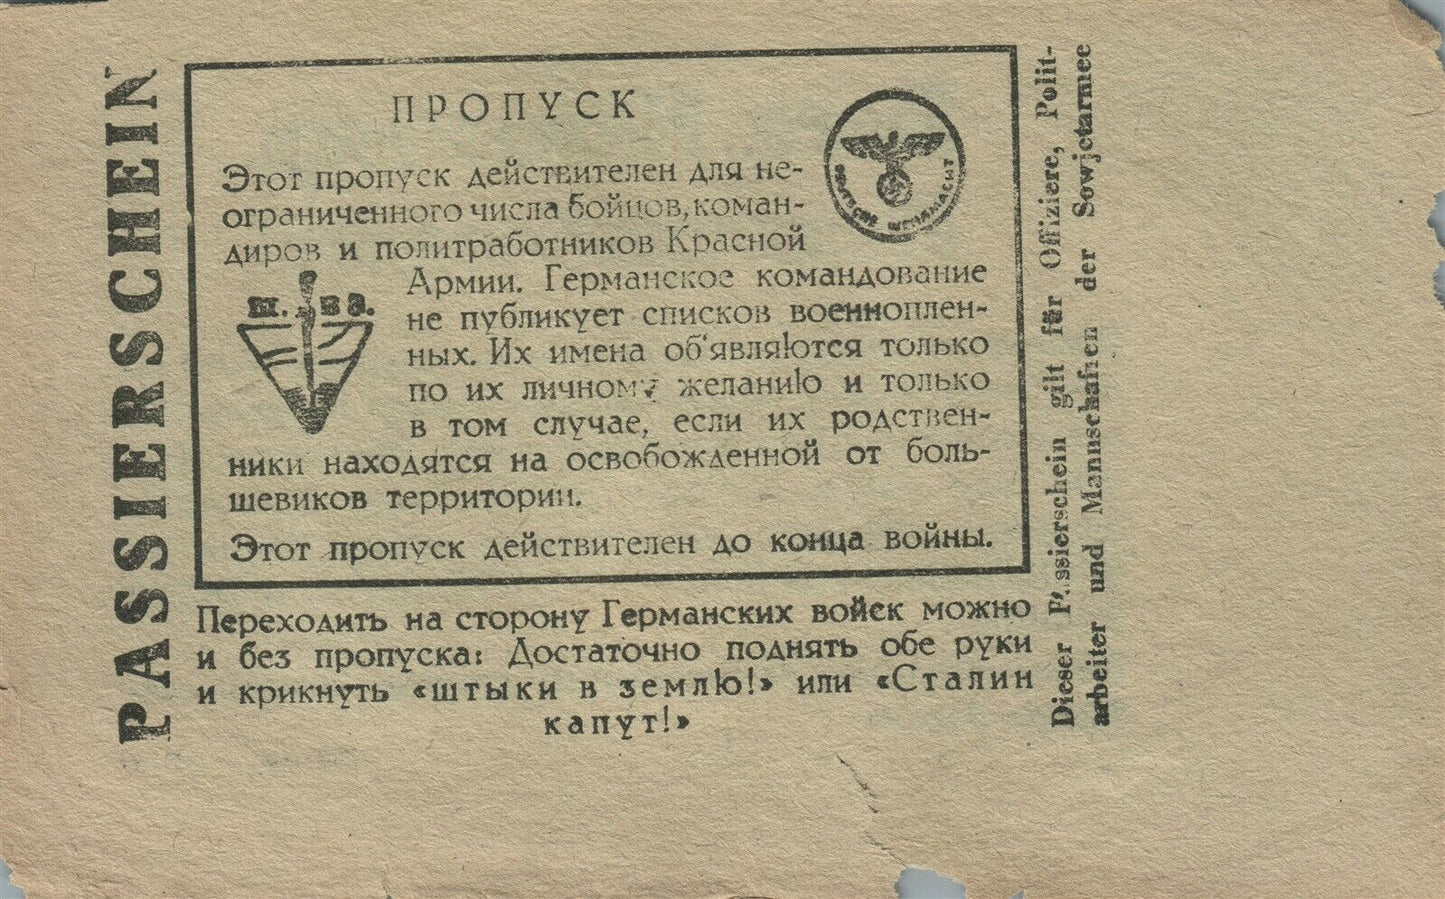 PASSIERSCHEIN
ПРОПУСК
Этот пропуск действителен для не-
ограниченного числа бойцов, коман-
диров и политработников Красной
Армии. Германское командование
не публикует списков военноплен-
ных. Их имена об'являются только
по их личному желанию и только
в том случае, если их родствен-
ники находятся на освобожденной от боль-
шевиков территории.
Этот пропуск действителен до конца войны.
DEUTSCHE WEHRMACHT
Ш. В З.
Переходить на сторону Германских войск можно
и без пропуска: Достаточно поднять обе руки
и крикнуть «штыки в землю!» или «Сталин
капут!»
Dieser Passierschein gilt für Offiziere, Polit-
arbeiter und Mannschaften der Sowjetarmee